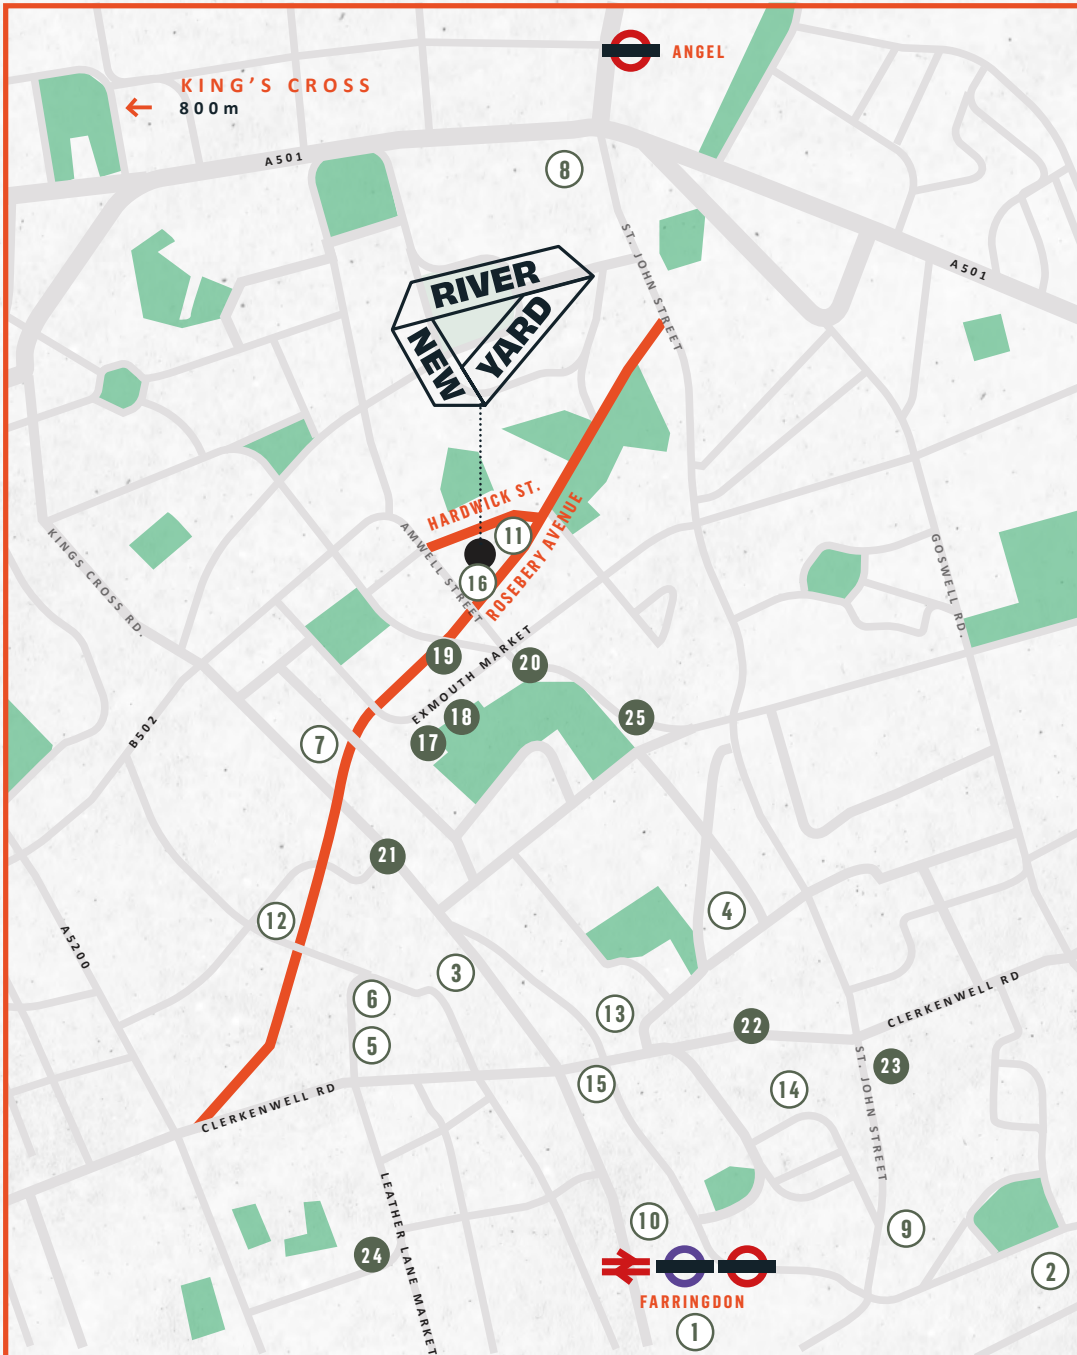 ANGEL
KING'S CROSS
800m
A501
8
ST. JOHN STREET
A501
RIVER
NEW
YARD
HARDWICK ST.
11
ROSEBERY AVENUE
AMWELL STREET
16
KINGS CROSS RD.
GOSWELL RD.
EXMOUTH MARKET
19
20
18
17
25
7
B502
21
12
4
A5200
3
6
13
5
22
CLERKENWELL RD
23
15
14
ST. JOHN STREET
CLERKENWELL RD
LEATHER LANE MARKET
10
9
24
2
FARRINGDON
1